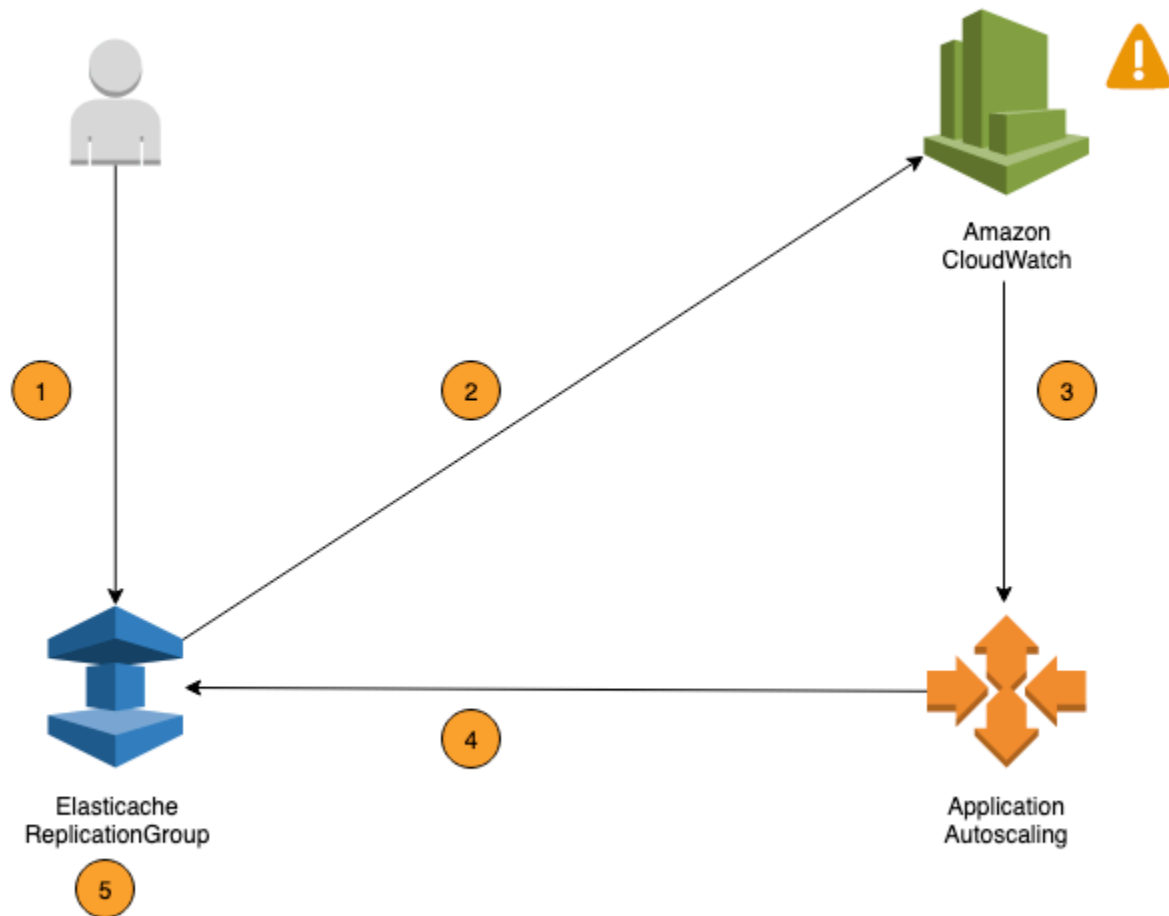 Amazon
CloudWatch
1
2
3
4
Elasticache
ReplicationGroup
Application
Autoscaling
5